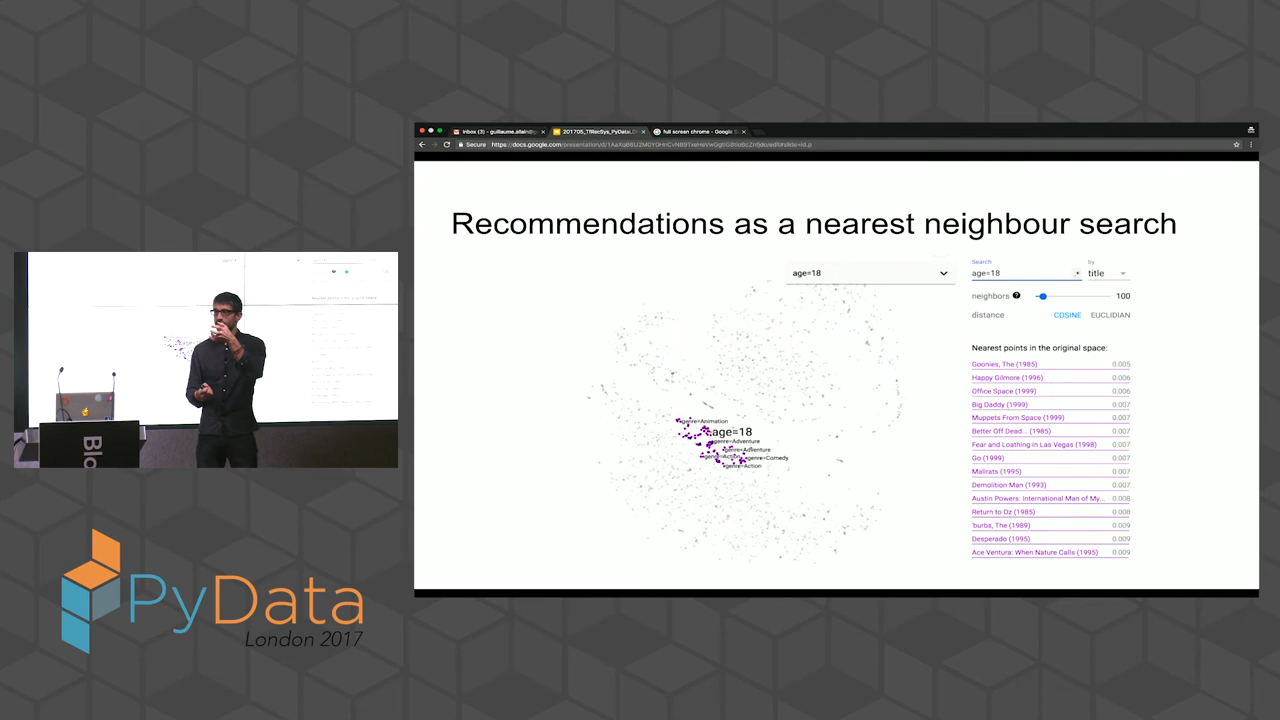 Inbox (3) - guillaume.allain@g
201705_TfRecSys_PyDataLDN
full screen chrome - Google S
Secure
https://docs.google.com/presentation/d/
Recommendations as a nearest neighbour search
age=18
Search
by
age=18
.*
title
neighbors
100
distance
COSINE
EUCLIDIAN
Nearest points in the original space:
Goonies, The (1985) 0.005
Happy Gilmore (1996) 0.006
Office Space (1999) 0.006
Big Daddy (1999) 0.007
Muppets From Space (1999) 0.007
Better Off Dead... (1985) 0.007
Fear and Loathing in Las Vegas (1998) 0.007
Go (1999) 0.007
Mallrats (1995) 0.007
Demolition Man (1993) 0.007
Austin Powers: International Man of My... 0.008
Return to Oz (1985) 0.008
'burbs, The (1989) 0.009
Desperado (1995) 0.009
Ace Ventura: When Nature Calls (1995) 0.009
genre=Animation
age=18
genre=Adventure
genre=Adventure
genre=Action
genre=Comedy
genre=Action
Blo
PyData
London 2017